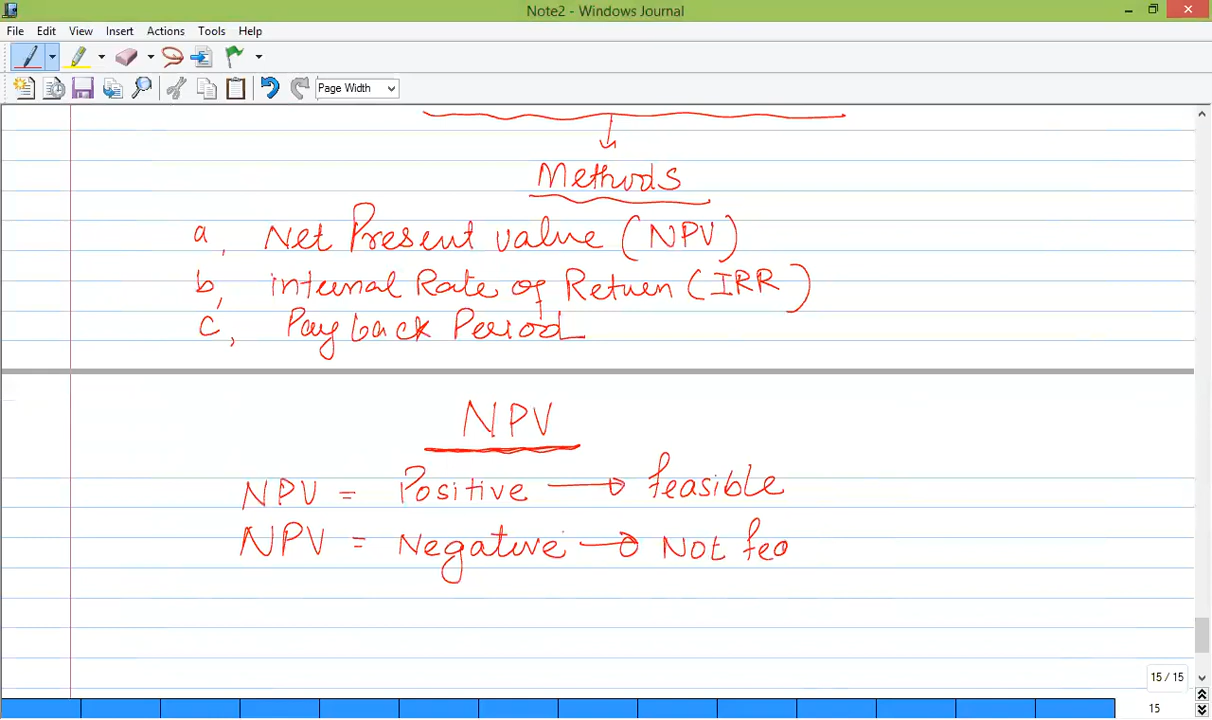 Note2 - Windows Journal
File Edit View Insert Actions Tools Help
Page Width
Methods
a, Net Present value (NPV)
b, internal Rate of Return (IRR)
c, Payback Period
NPV
NPV = Positive → feasible
NPV = Negative → Not fea
15 / 15
15